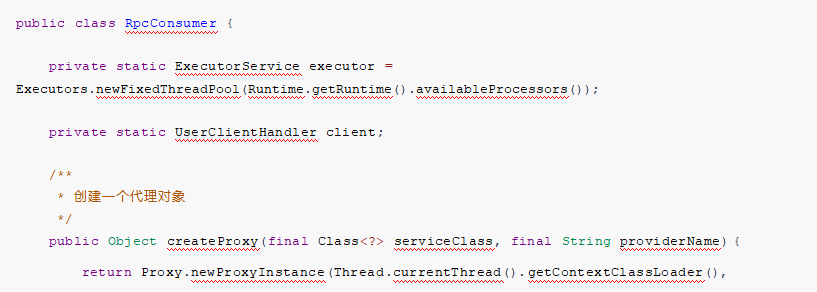 public class RpcConsumer {
private static ExecutorService executor =
Executors.newFixedThreadPool(Runtime.getRuntime().availableProcessors());
private static UserClientHandler client;
/**
* 创建一个代理对象
*/
public Object createProxy(final Class<?> serviceClass, final String providerName) {
return Proxy.newProxyInstance(Thread.currentThread().getContextClassLoader(),